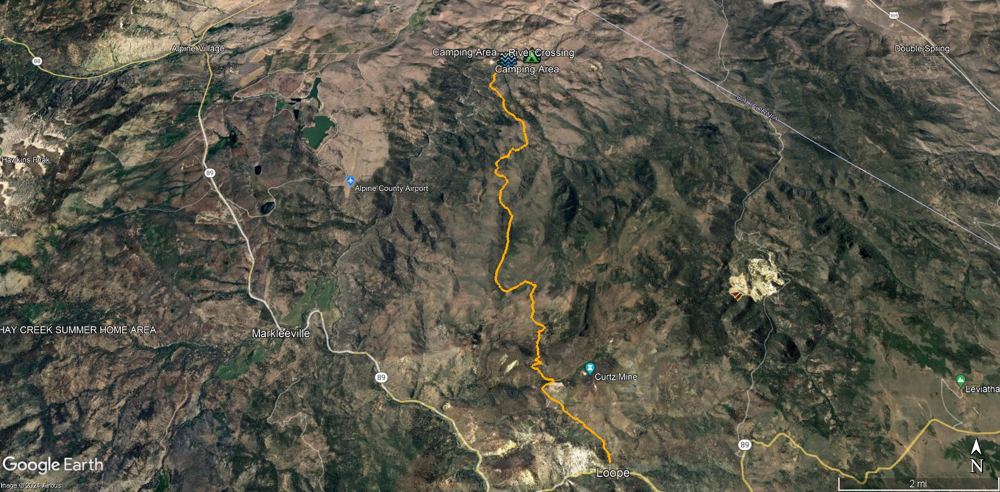 395
Alpine Village
Double Spring
Camping Area
River Crossing
88
Camping Area
CALIFORNIA
Hawkins Peak
89
Alpine County Airport
HAY CREEK SUMMER HOME AREA
Markleeville
89
Curtz Mine
Leviatha
89
N
Google Earth
Loope
Image © 2024 Airbus
2 mi